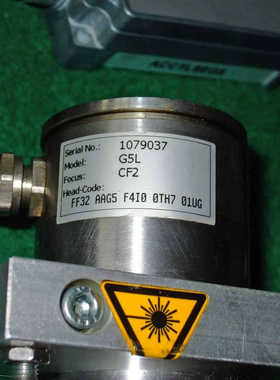 Serial No.: 1079037
Model: G5L
Focus: CF2
Head-Code:
FF32 AAG5 F4I0 0TH7 01UG